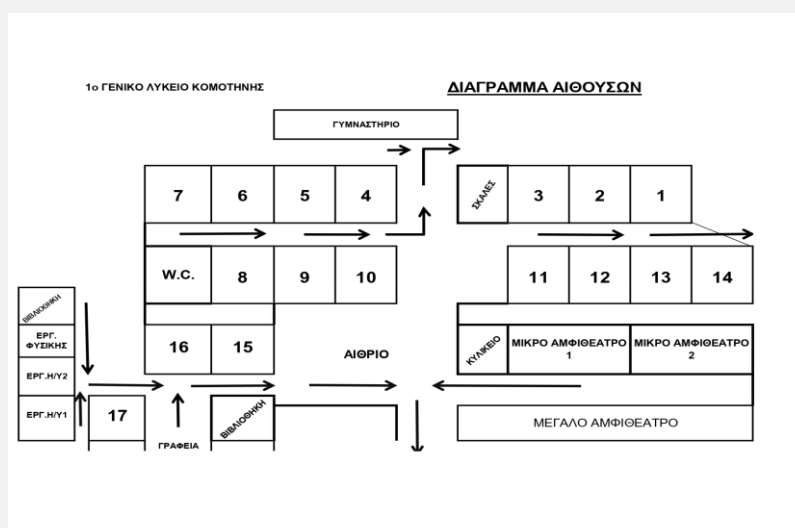 1ο ΓΕΝΙΚΟ ΛΥΚΕΙΟ ΚΟΜΟΤΗΝΗΣ
ΔΙΑΓΡΑΜΜΑ ΑΙΘΟΥΣΩΝ
ΓΥΜΝΑΣΤΗΡΙΟ
7 6 5 4 ΣΚΑΛΕΣ 3 2 1
W.C. 8 9 10 11 12 13 14
ΒΙΒΛΙΟΘΗΚΗ
ΕΡΓ.
ΦΥΣΙΚΗΣ
ΕΡΓ.Η/Υ2
ΕΡΓ.Η/Υ1
16 15 ΑΙΘΡΙΟ ΚΥΛΙΚΕΙΟ
ΜΙΚΡΟ ΑΜΦΙΘΕΑΤΡΟ
1
ΜΙΚΡΟ ΑΜΦΙΘΕΑΤΡΟ
2
17 ΓΡΑΦΕΙΑ ΒΙΒΛΙΟΘΗΚΗ ΜΕΓΑΛΟ ΑΜΦΙΘΕΑΤΡΟ